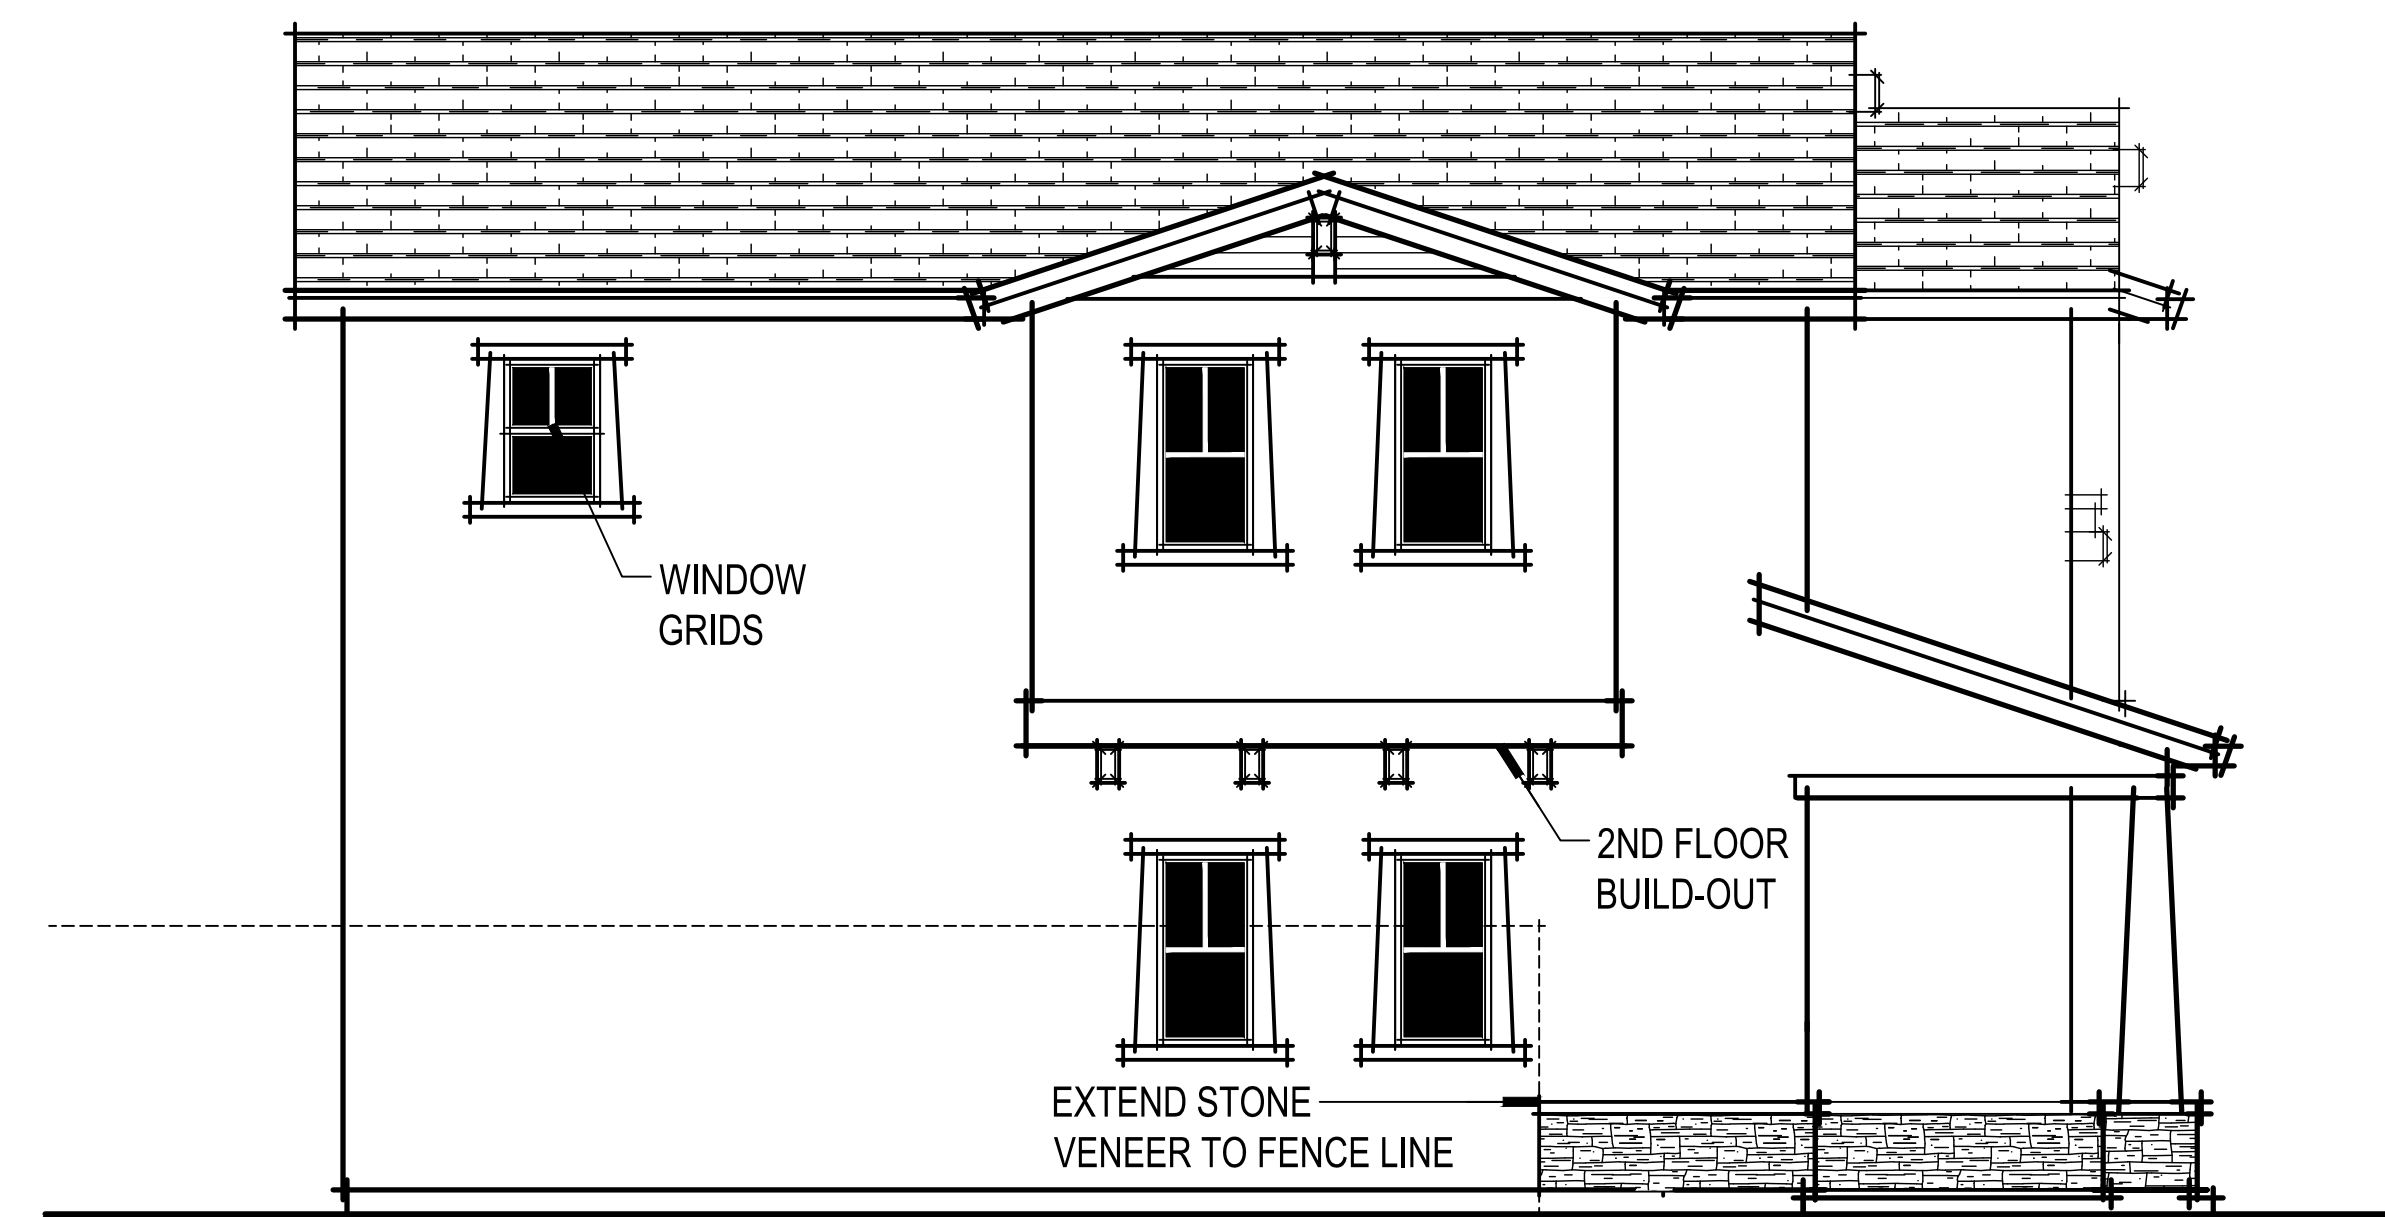 WINDOW
GRIDS
2ND FLOOR
BUILD-OUT
EXTEND STONE
VENEER TO FENCE LINE